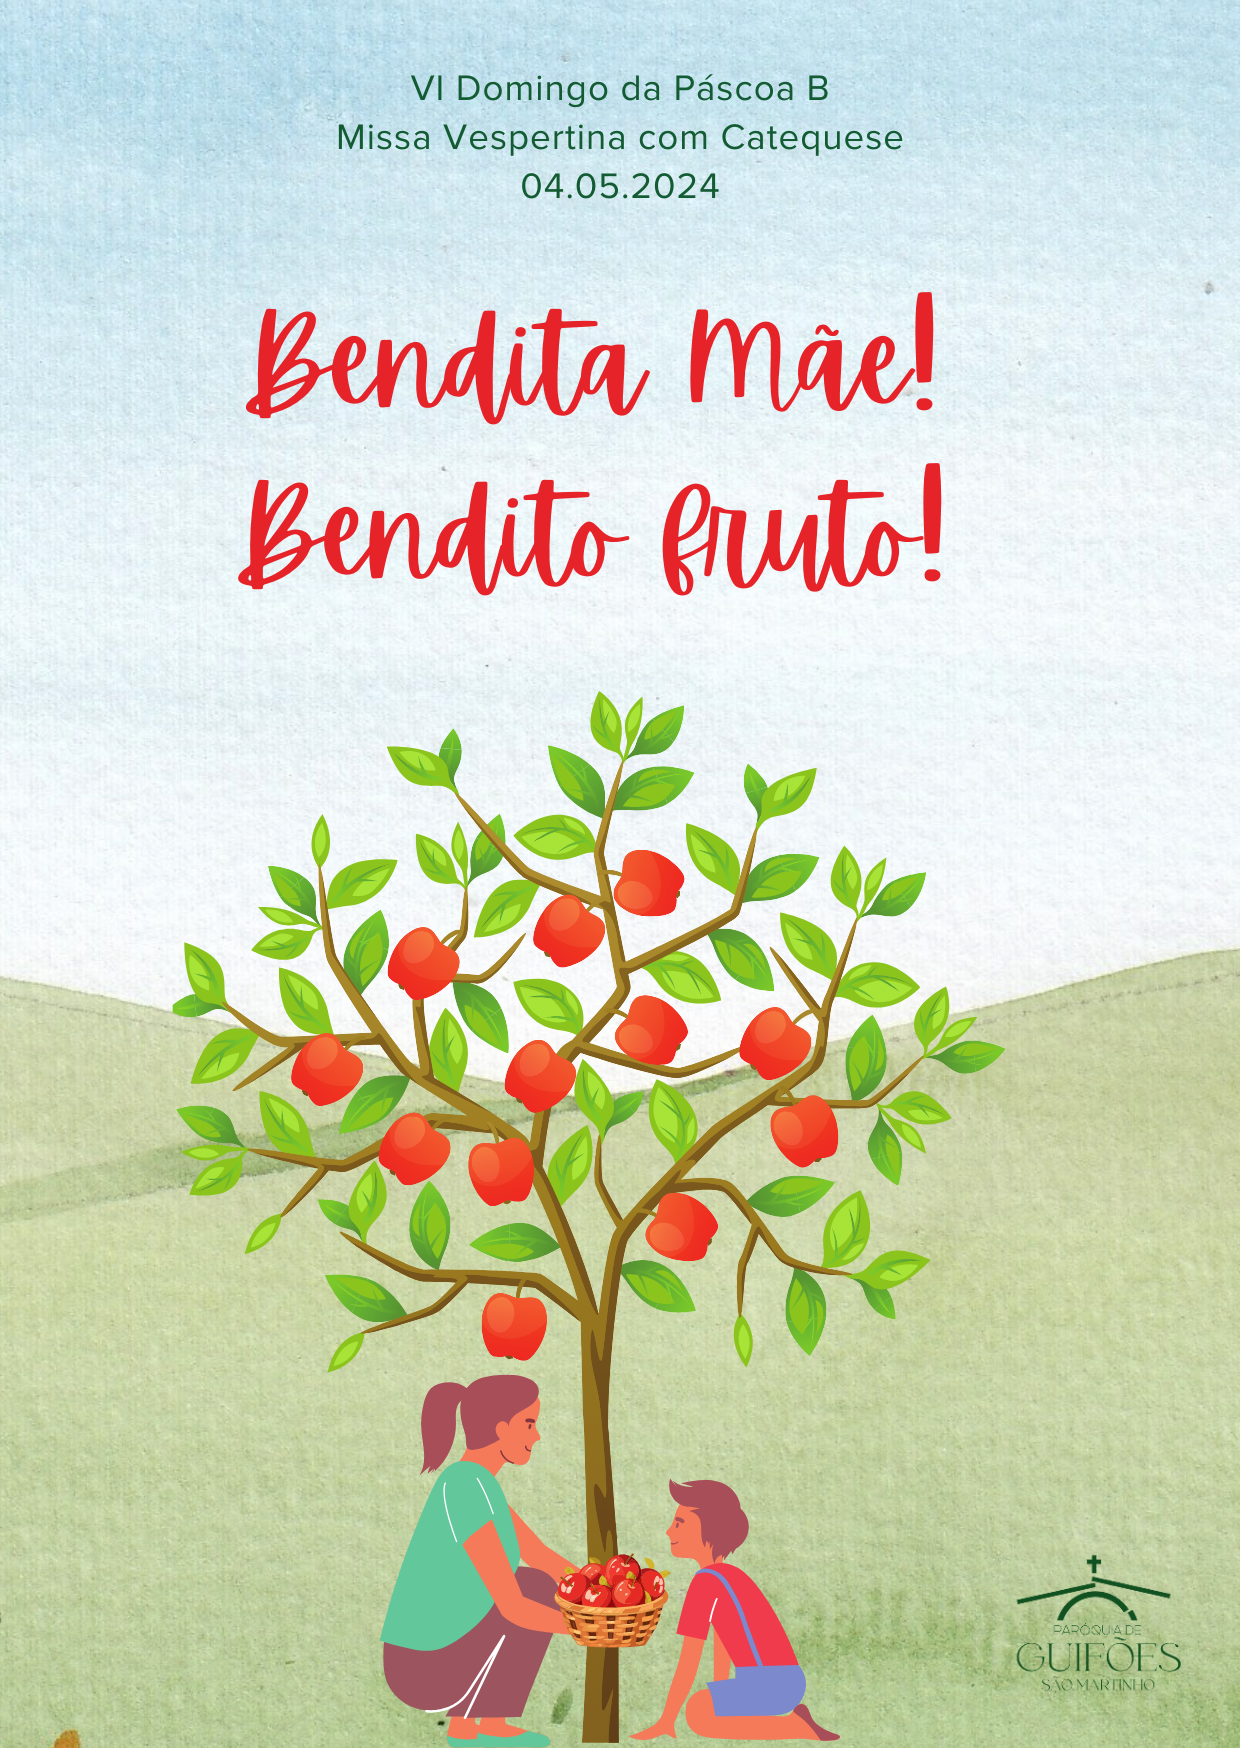 VI Domingo da Páscoa B
Missa Vespertina com Catequese
04.05.2024
Bendita Mãe!
Bendito fruto!
PARÓQUIA DE
GUIFÕES
SÃO MARTINHO